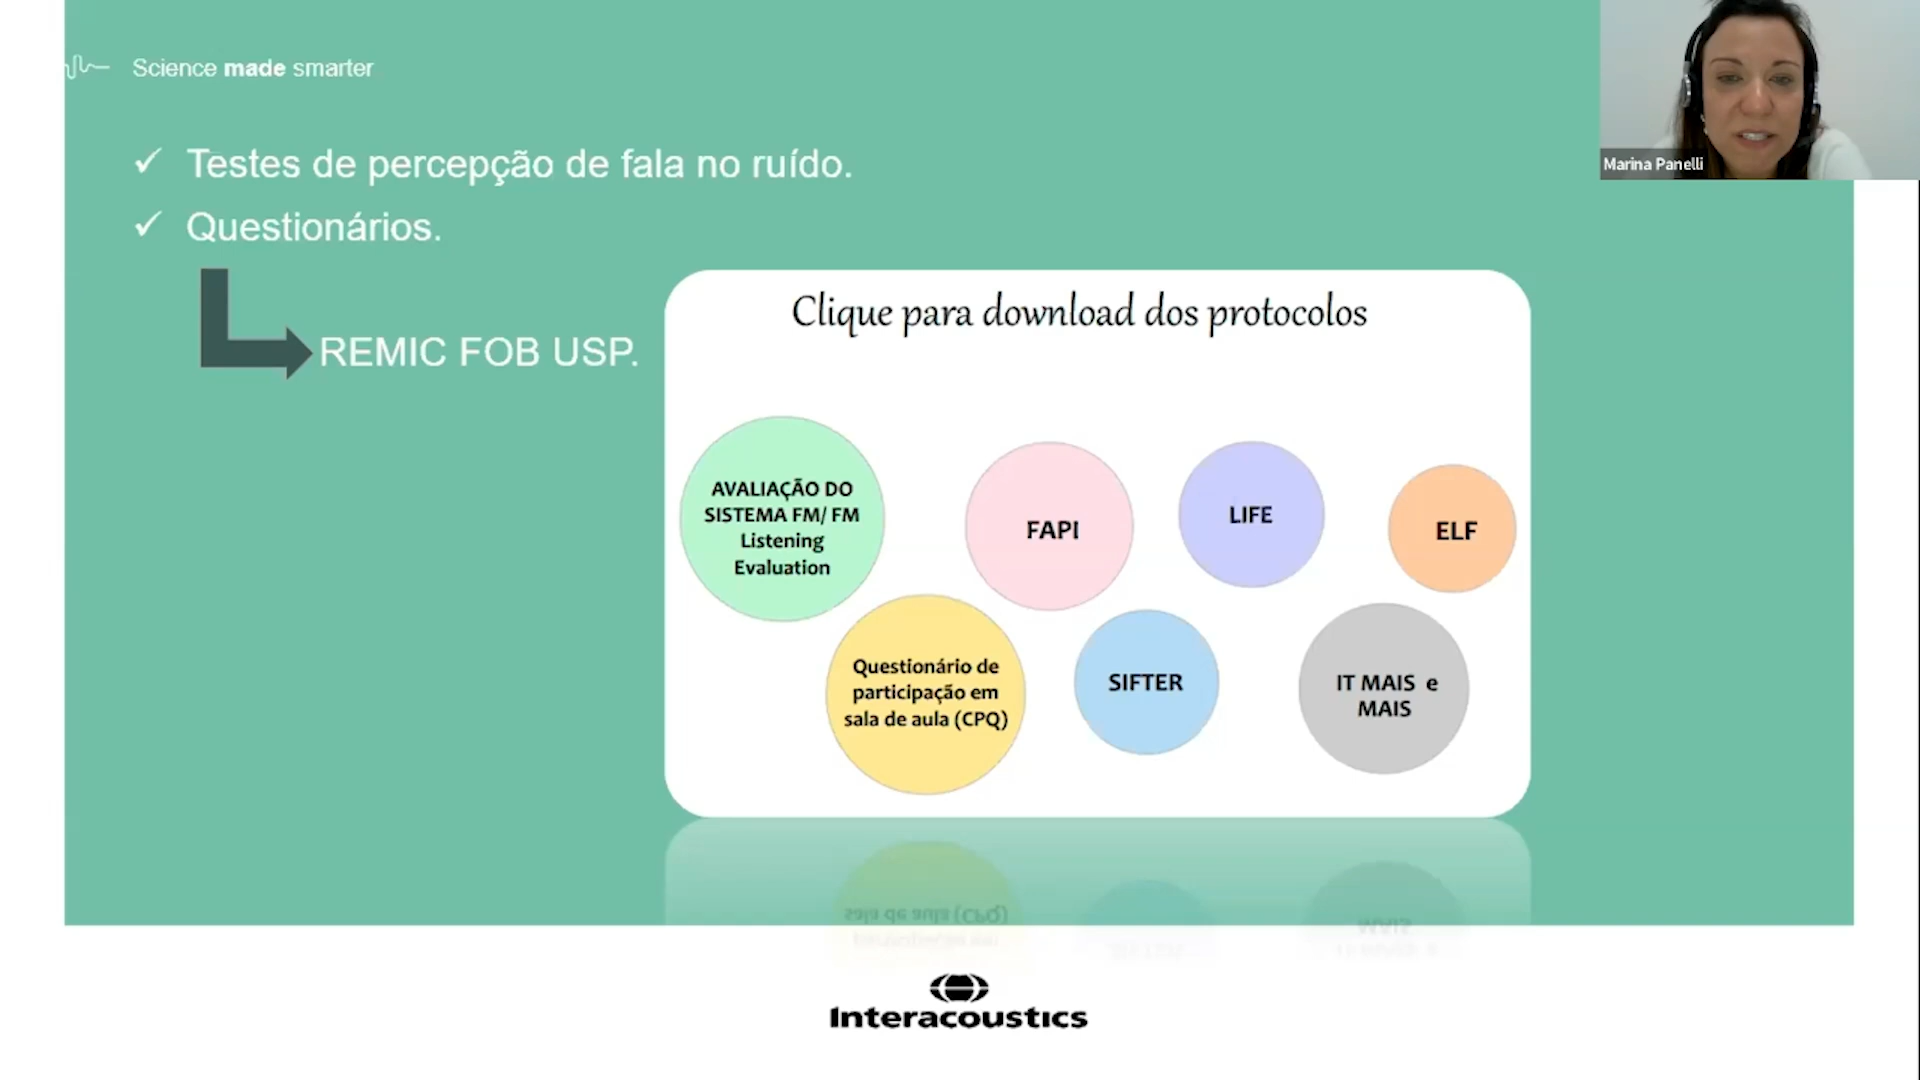 Science made smarter
Marina Panelli
✓ Testes de percepção de fala no ruído.
✓ Questionários.
REMIC FOB USP.
Clique para download dos protocolos
AVALIAÇÃO DO
SISTEMA FM/ FM
Listening
Evaluation
FAPI
LIFE
ELF
Questionário de
participação em
sala de aula (CPQ)
SIFTER
IT MAIS e
MAIS
Interacoustics